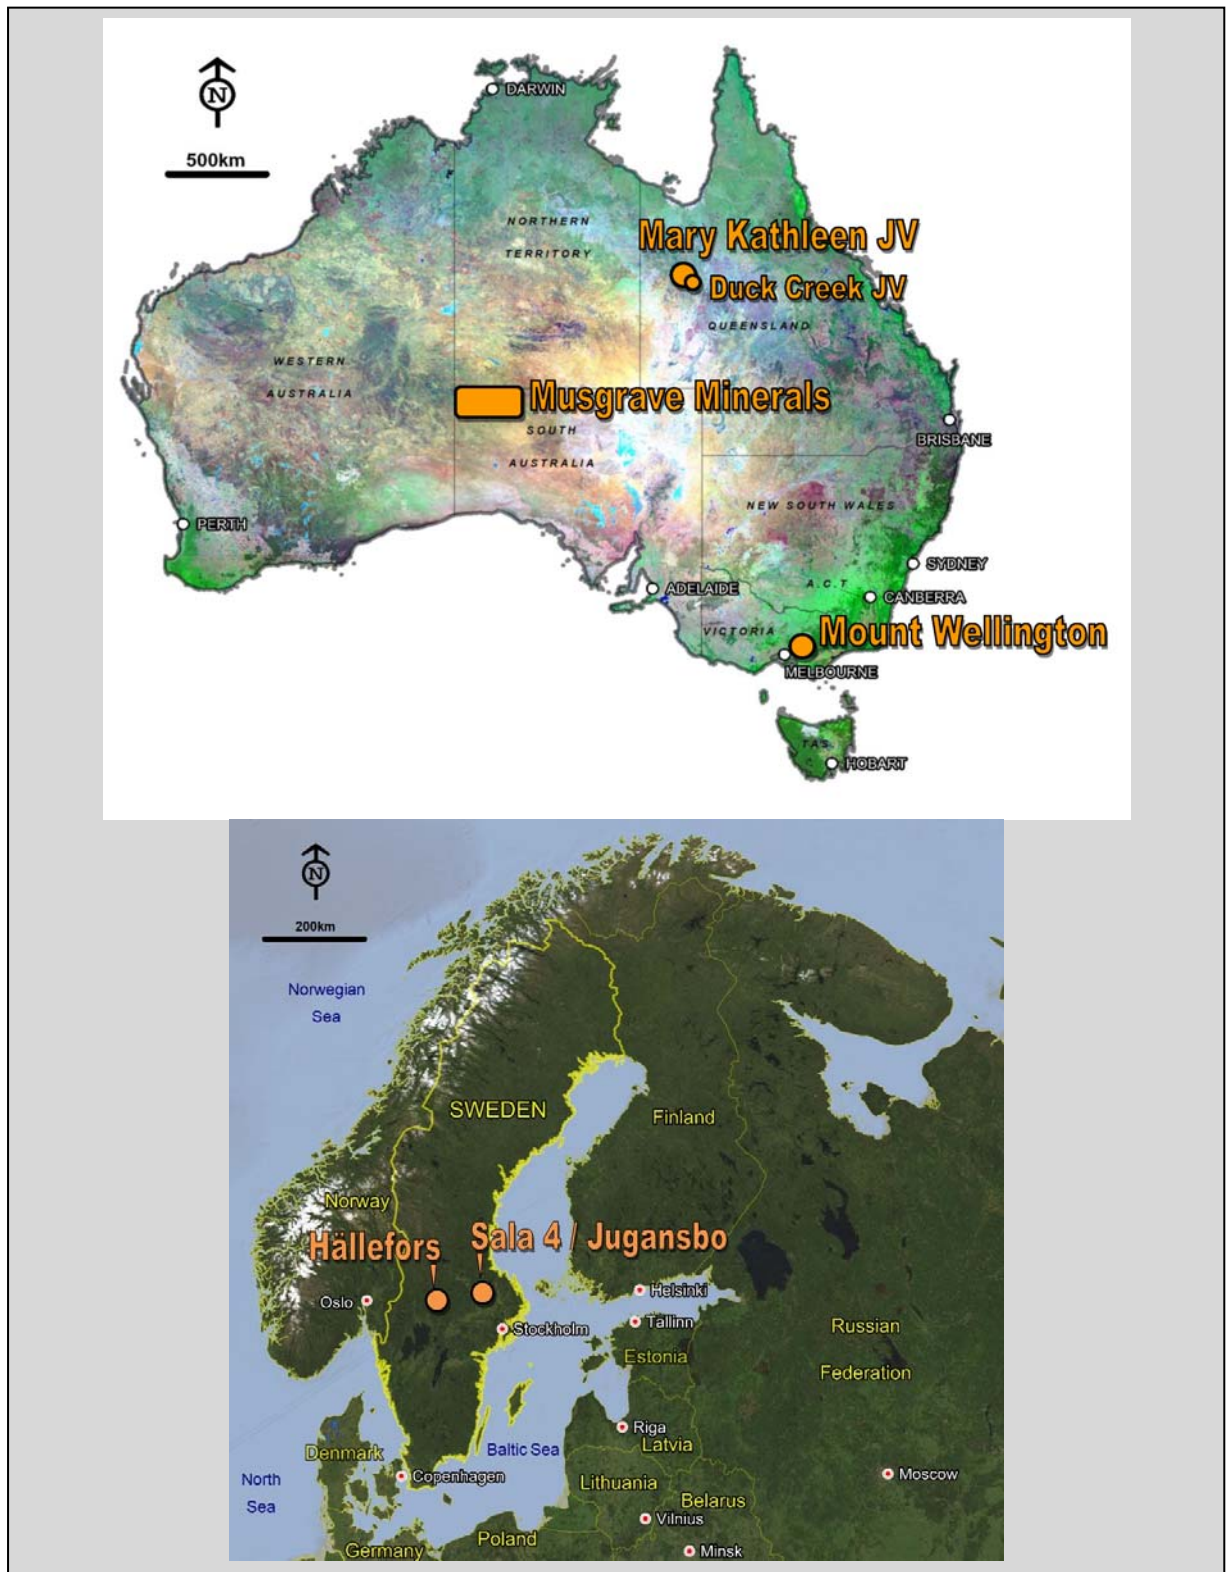 N
DARWIN
500km
NORTHERN
TERRITORY
Mary Kathleen JV
Duck Creek JV
QUEENSLAND
WESTERN
AUSTRALIA
Musgrave Minerals
SOUTH
AUSTRALIA
BRISBANE
NEW SOUTH WALES
PERTH
SYDNEY
A.C.T
ADELAIDE
CANBERRA
VICTORIA
Mount Wellington
MELBOURNE
TAS.
HOBART
N
200km
Norwegian
Sea
SWEDEN
Finland
Norway
Hällefors
Sala 4 / Jugansbo
Oslo
Helsinki
Stockholm
Tallinn
Russian
Federation
Estonia
Riga
Latvia
Baltic Sea
Denmark
Copenhagen
North
Sea
Moscow
Lithuania
Belarus
Vilnius
Poland
Germany
Minsk